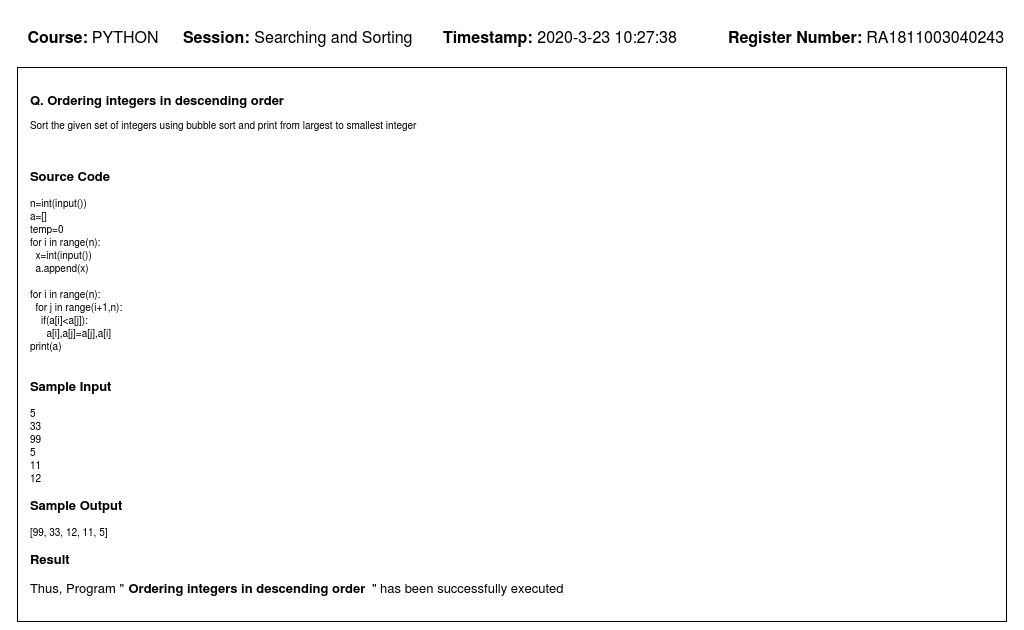 Course: PYTHON Session: Searching and Sorting Timestamp: 2020-3-23 10:27:38 Register Number: RA1811003040243
Q. Ordering integers in descending order
Sort the given set of integers using bubble sort and print from largest to smallest integer
Source Code
n=int(input())
a=[]
temp=0
for i in range(n):
  x=int(input())
  a.append(x)

for i in range(n):
  for j in range(i+1,n):
    if(a[i]<a[j]):
      a[i],a[j]=a[j],a[i]
print(a)
Sample Input
5
33
99
5
11
12
Sample Output
[99, 33, 12, 11, 5]
Result
Thus, Program " Ordering integers in descending order " has been successfully executed